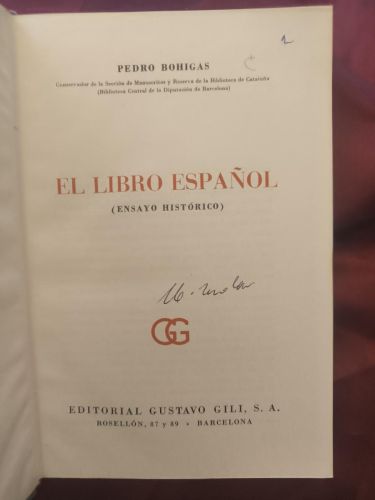 2
PEDRO BOHIGAS
Conservador de la Sección de Manuscritos y Reserva de la Biblioteca de Cataluña
(Biblioteca Central de la Diputación de Barcelona)
EL LIBRO ESPAÑOL
(ENSAYO HISTÓRICO)
GG
EDITORIAL GUSTAVO GILI, S. A.
ROSELLÓN, 87 y 89 • BARCELONA